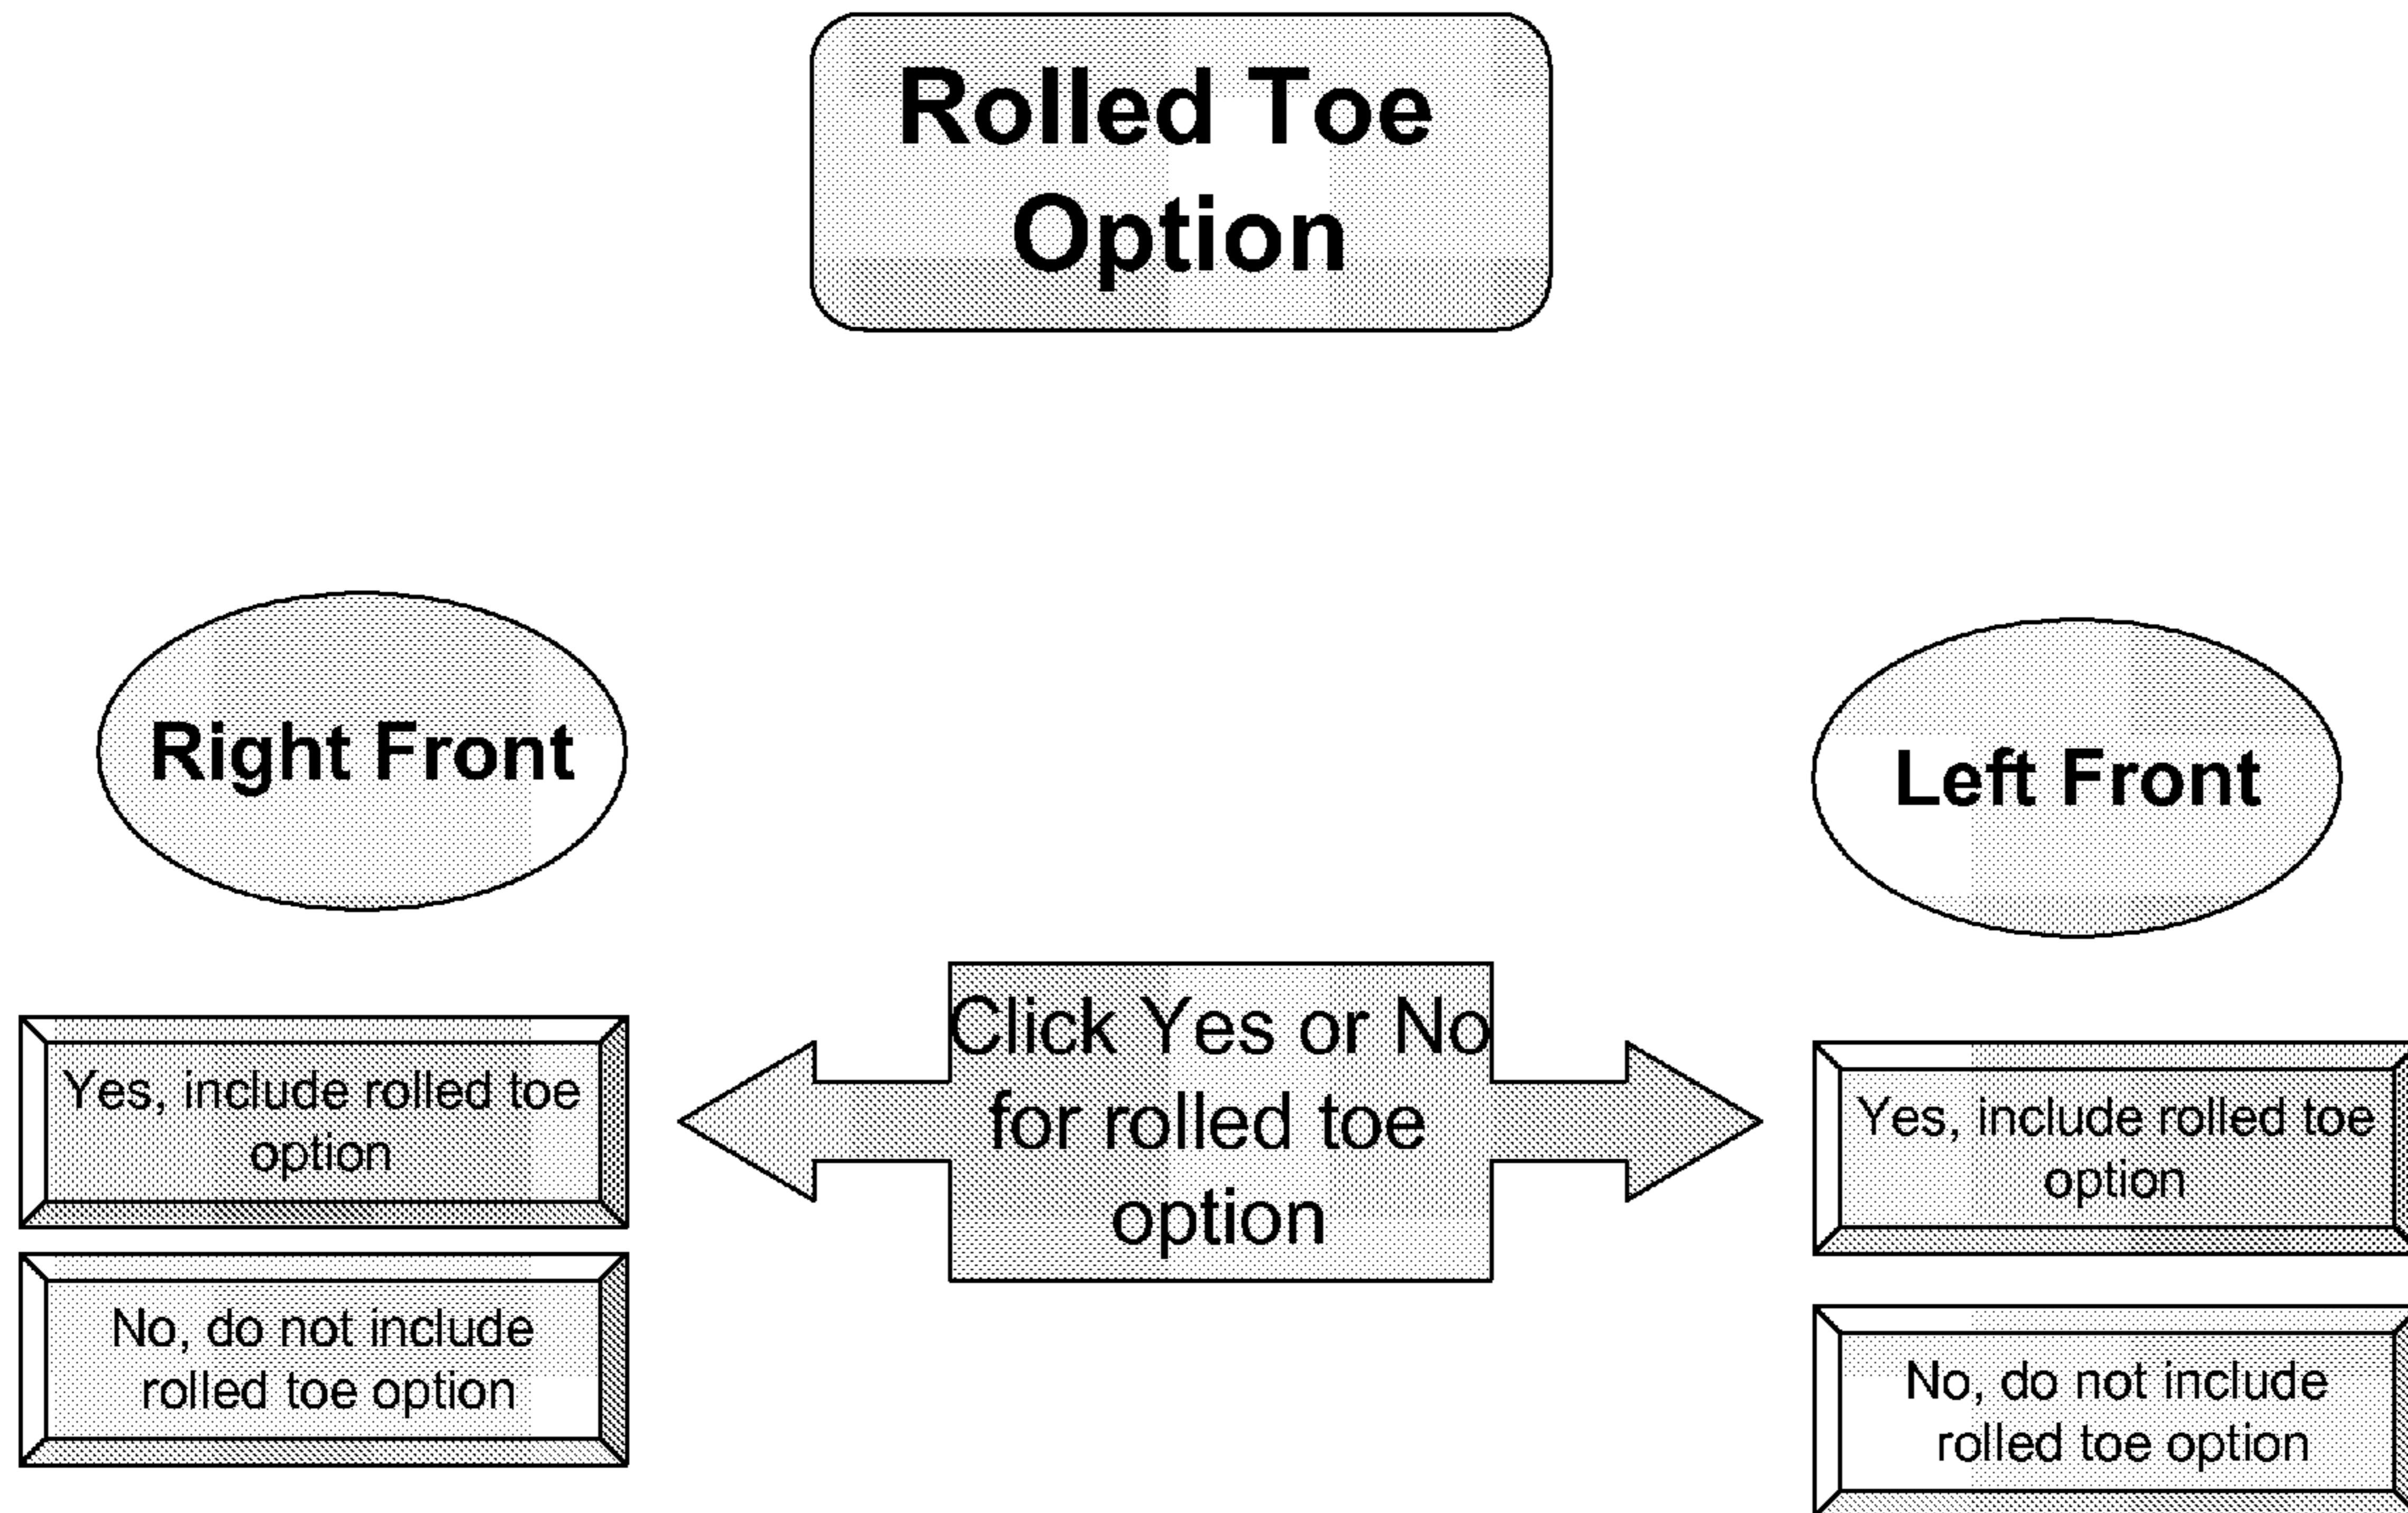 Rolled Toe
Option
Right Front
Left Front
Click Yes or No
for rolled toe
option
Yes, include rolled toe
option
No, do not include
rolled toe option
Yes, include rolled toe
option
No, do not include
rolled toe option